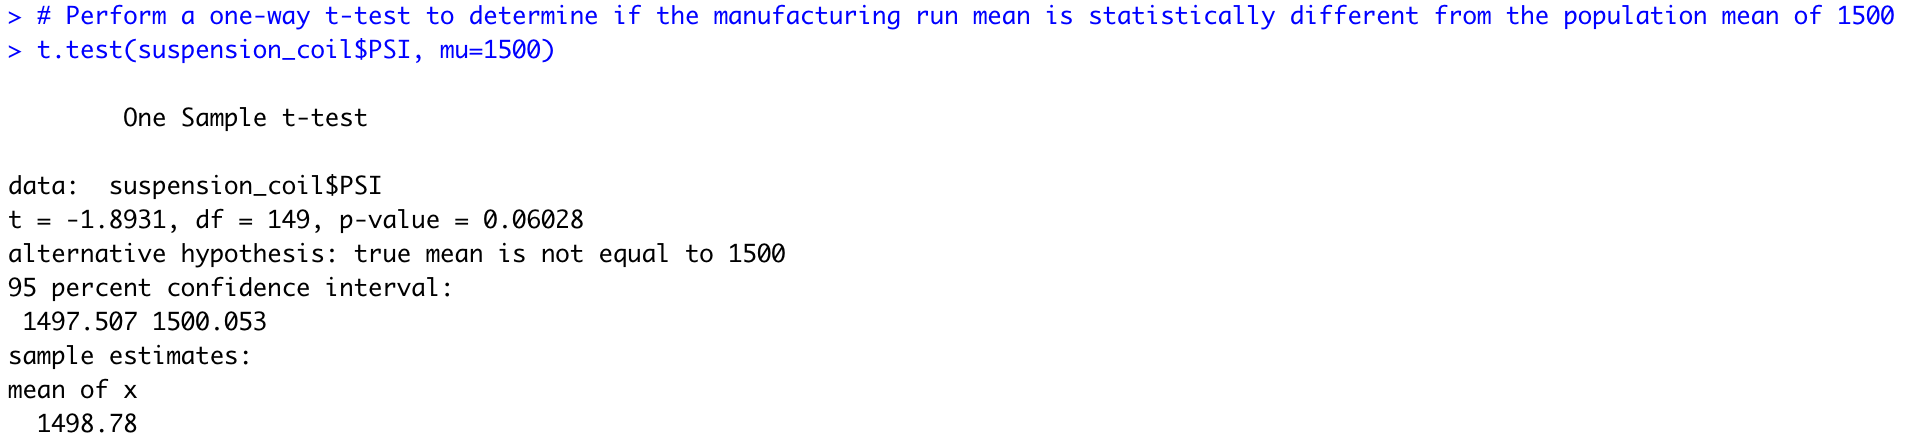 > # Perform a one-way t-test to determine if the manufacturing run mean is statistically different from the population mean of 1500
> t.test(suspension_coil$PSI, mu=1500)
One Sample t-test
data:  suspension_coil$PSI
t = -1.8931, df = 149, p-value = 0.06028
alternative hypothesis: true mean is not equal to 1500
95 percent confidence interval:
1497.507 1500.053
sample estimates:
mean of x
1498.78